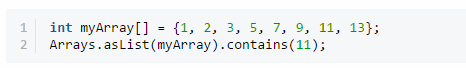 1 int myArray[] = {1, 2, 3, 5, 7, 9, 11, 13};
2 Arrays.asList(myArray).contains(11);